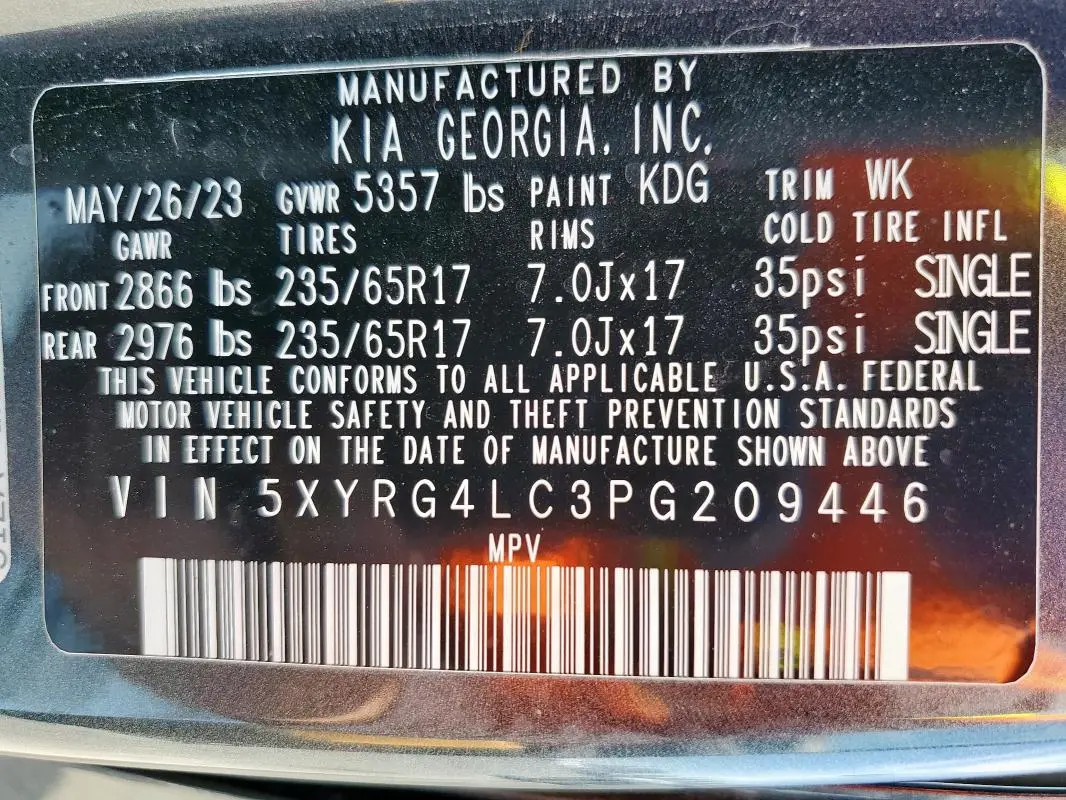 MANUFACTURED BY
KIA GEORGIA, INC.
MAY/26/23 GVWR 5357 lbs PAINT KDG TRIM WK
GAWR TIRES RIMS COLD TIRE INFL
FRONT 2866 lbs 235/65R17 7.0Jx17 35psi SINGLE
REAR 2976 lbs 235/65R17 7.0Jx17 35psi SINGLE
THIS VEHICLE CONFORMS TO ALL APPLICABLE U.S.A. FEDERAL
MOTOR VEHICLE SAFETY AND THEFT PREVENTION STANDARDS
IN EFFECT ON THE DATE OF MANUFACTURE SHOWN ABOVE
VIN 5XYRG4LC3PG209446
MPV